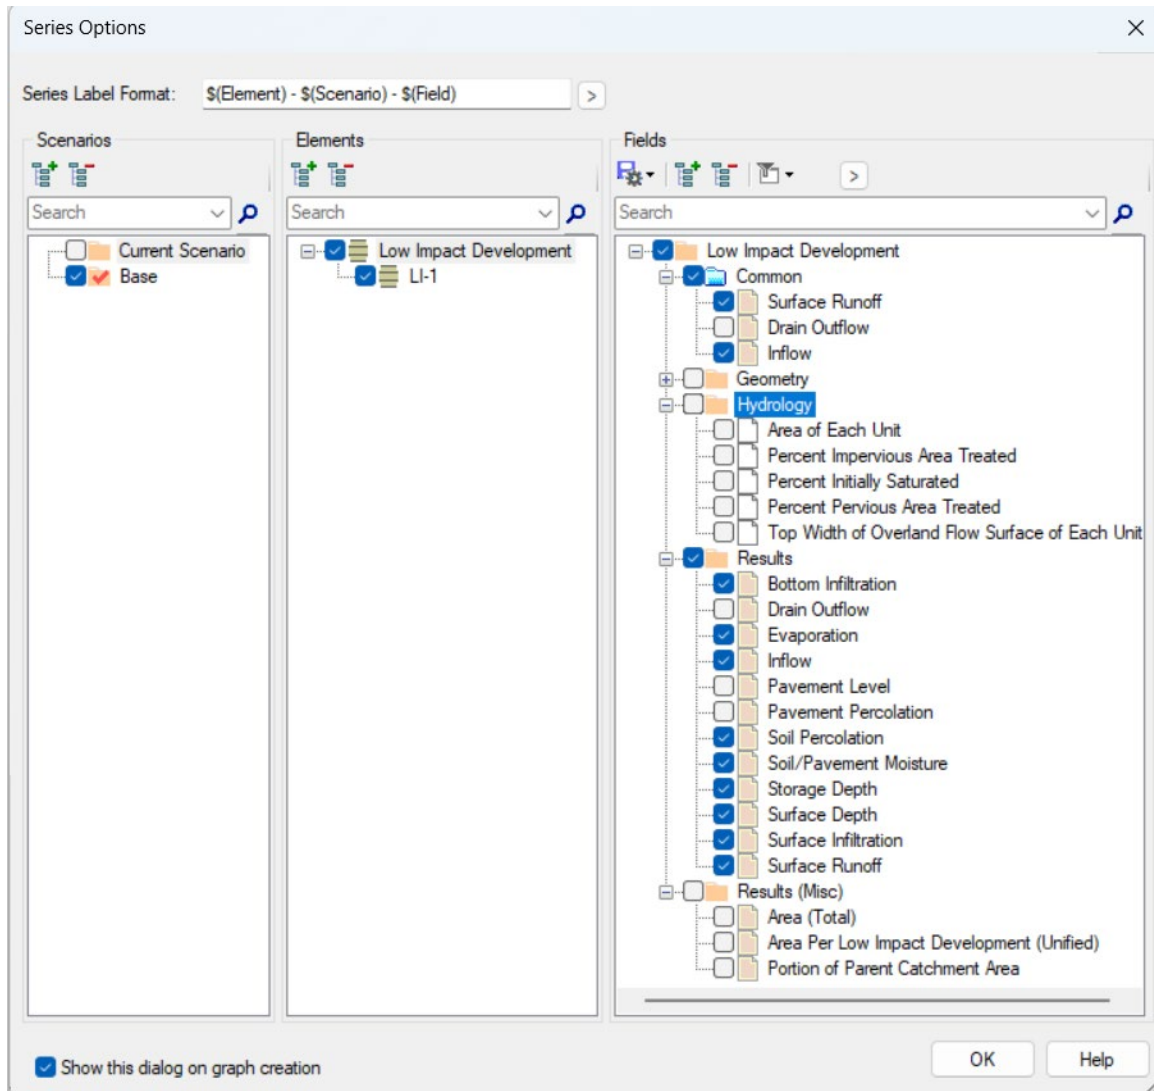 Series Options
Series Label Format: $(Element) - $(Scenario) - $(Field) >
Scenarios
Search
Current Scenario
Base
Elements
Search
Low Impact Development
LI-1
Fields
>
Search
Low Impact Development
Common
Surface Runoff
Drain Outflow
Inflow
Geometry
Hydrology
Area of Each Unit
Percent Impervious Area Treated
Percent Initially Saturated
Percent Pervious Area Treated
Top Width of Overland Flow Surface of Each Unit
Results
Bottom Infiltration
Drain Outflow
Evaporation
Inflow
Pavement Level
Pavement Percolation
Soil Percolation
Soil/Pavement Moisture
Storage Depth
Surface Depth
Surface Infiltration
Surface Runoff
Results (Misc)
Area (Total)
Area Per Low Impact Development (Unified)
Portion of Parent Catchment Area
Show this dialog on graph creation
OK
Help